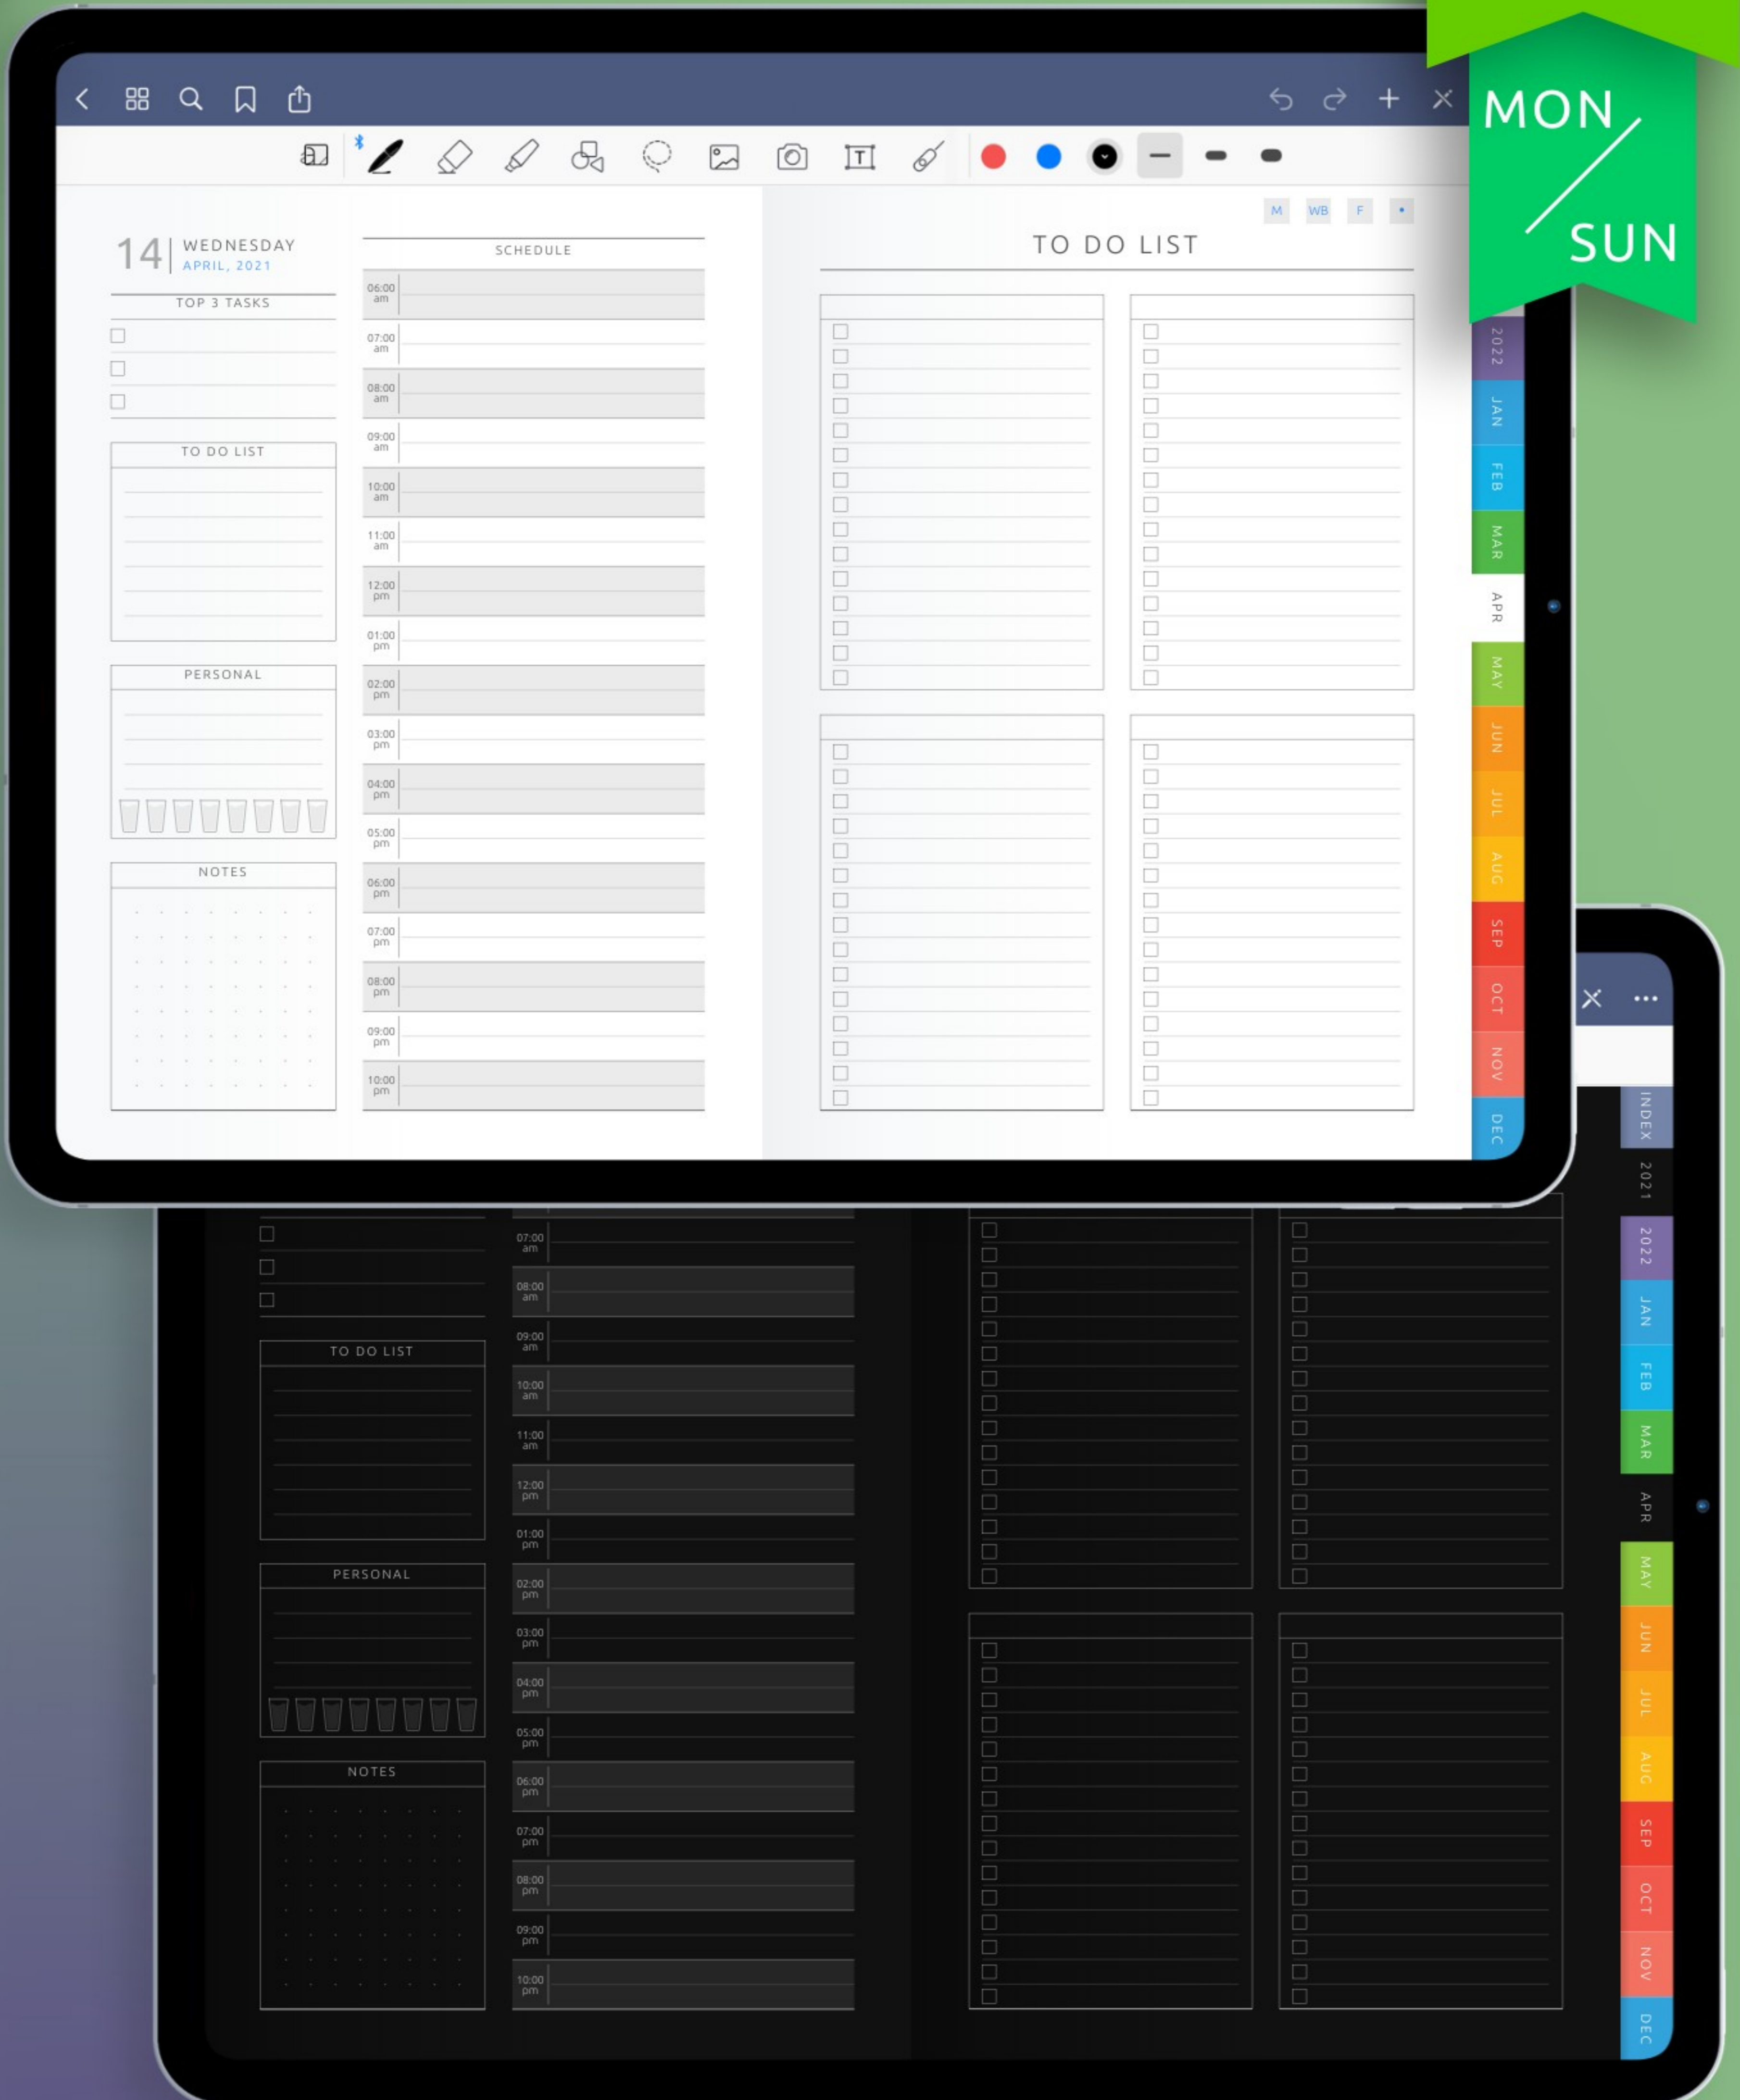 MON
SUN
M WB F
14 WEDNESDAY
APRIL, 2021
TOP 3 TASKS
TO DO LIST
PERSONAL
NOTES
SCHEDULE
06:00
am
07:00
am
08:00
am
09:00
am
10:00
am
11:00
am
12:00
pm
01:00
pm
02:00
pm
03:00
pm
04:00
pm
05:00
pm
06:00
pm
07:00
pm
08:00
pm
09:00
pm
10:00
pm
TO DO LIST
2022
JAN
FEB
MAR
APR
MAY
JUN
JUL
AUG
SEP
OCT
NOV
DEC
TO DO LIST
PERSONAL
NOTES
07:00
am
08:00
am
09:00
am
10:00
am
11:00
am
12:00
pm
01:00
pm
02:00
pm
03:00
pm
04:00
pm
05:00
pm
06:00
pm
07:00
pm
08:00
pm
09:00
pm
10:00
pm
INDEX
2021
2022
JAN
FEB
MAR
APR
MAY
JUN
JUL
AUG
SEP
OCT
NOV
DEC